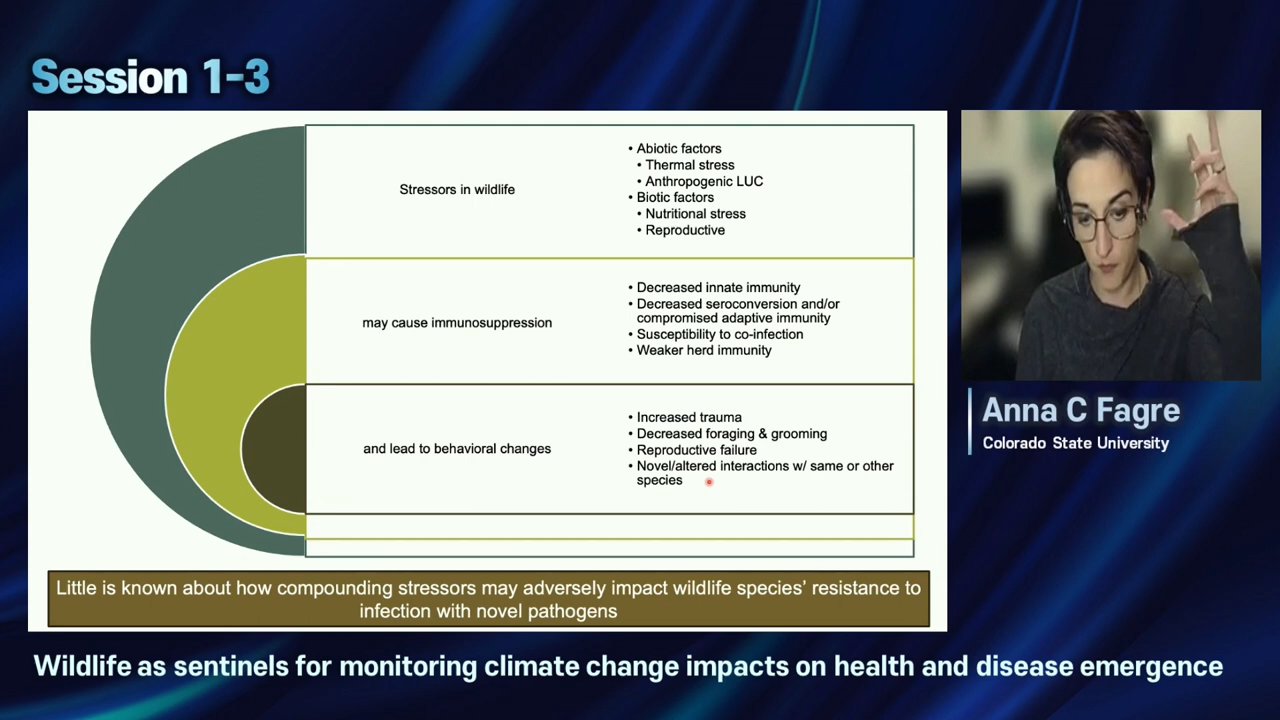 Session 1-3
Stressors in wildlife
• Abiotic factors
• Thermal stress
• Anthropogenic LUC
• Biotic factors
• Nutritional stress
• Reproductive
may cause immunosuppression
• Decreased innate immunity
• Decreased seroconversion and/or
compromised adaptive immunity
• Susceptibility to co-infection
• Weaker herd immunity
and lead to behavioral changes
• Increased trauma
• Decreased foraging & grooming
• Reproductive failure
• Novel/altered interactions w/ same or other
species
Little is known about how compounding stressors may adversely impact wildlife species' resistance to
infection with novel pathogens
Anna C Fagre
Colorado State University
Wildlife as sentinels for monitoring climate change impacts on health and disease emergence